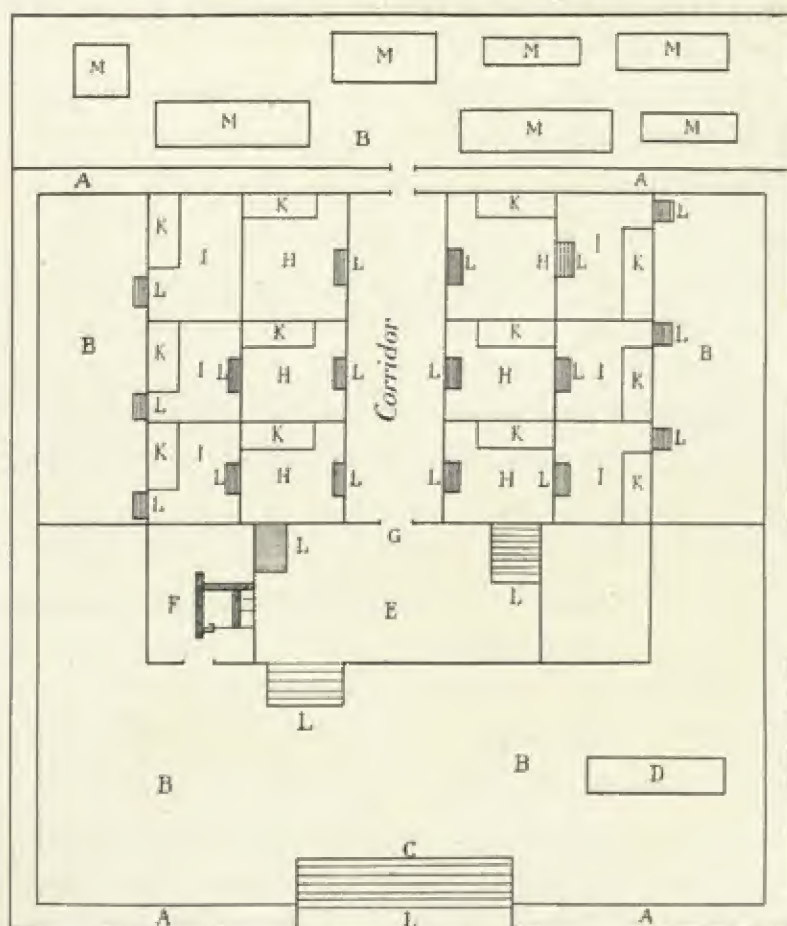 M M M M
M M M
B
A A
K K K L
I H L L H L I K
L
K K K L
B L I H L Corridor L H L I K B
L
K K K L
L I H L L H L I K
L
G
L
F E L
L
B B D
C
A L A